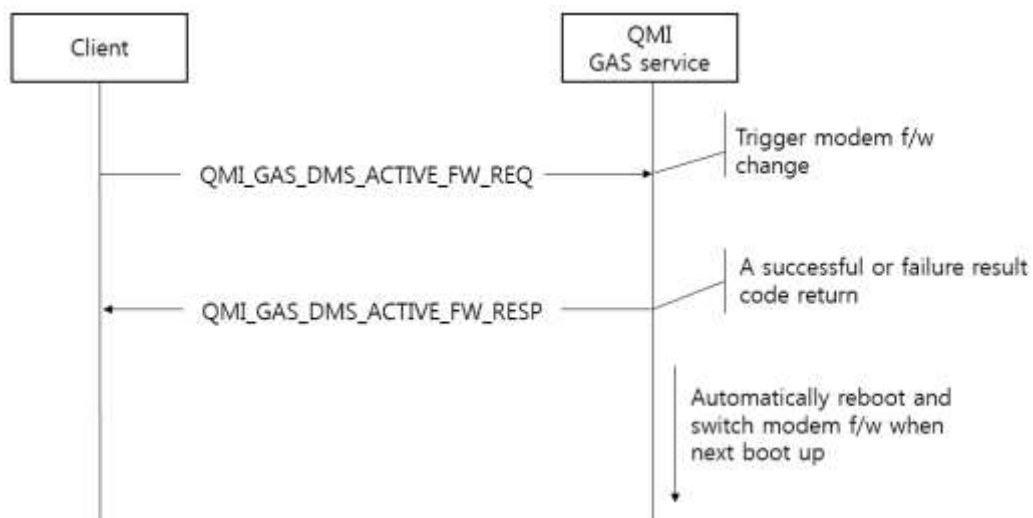 Client
QMI
GAS service
Trigger modem f/w
change
QMI_GAS_DMS_ACTIVE_FW_REQ
A successful or failure result
code return
QMI_GAS_DMS_ACTIVE_FW_RESP
Automatically reboot and
switch modem f/w when
next boot up